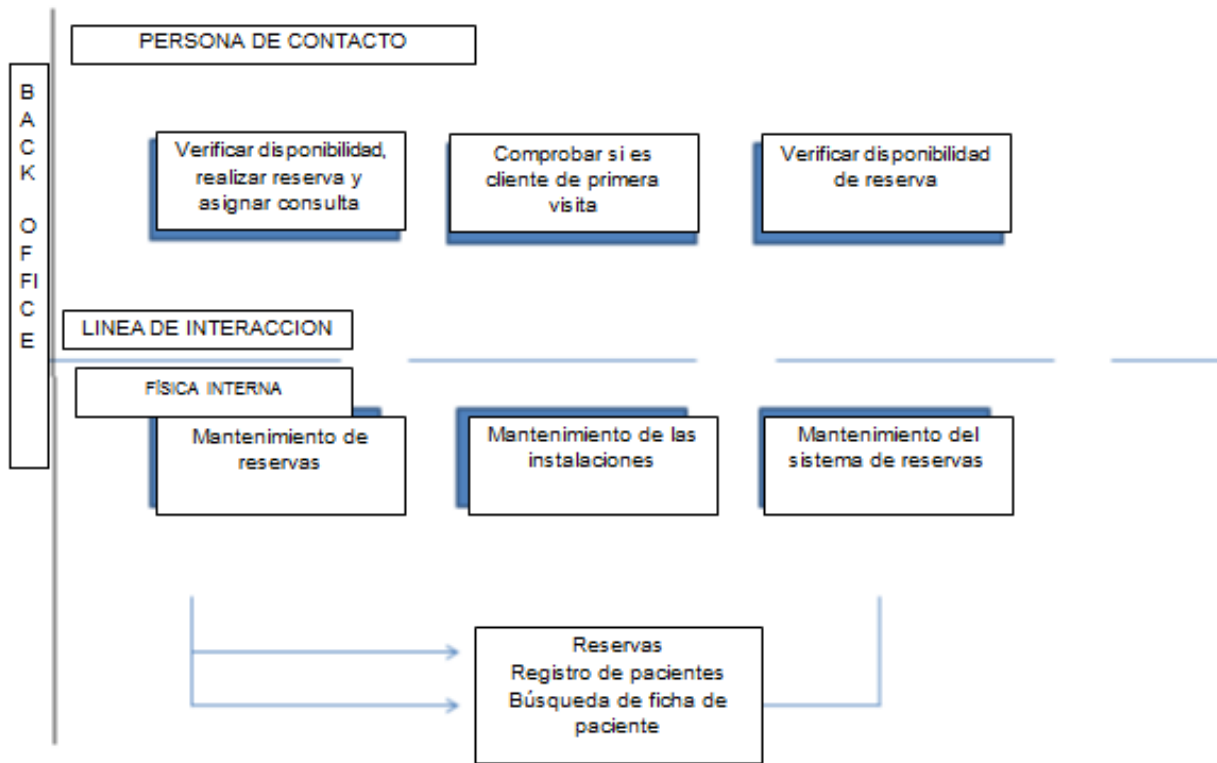 PERSONA DE CONTACTO
B
A
C
K
O
F
FI
C
E
Verificar disponibilidad,
realizar reserva y
asignar consulta
Comprobar si es
cliente de primera
visita
Verificar disponibilidad
de reserva
LINEA DE INTERACCION
FÍSICA INTERNA
Mantenimiento de
reservas
Mantenimiento de las
instalaciones
Mantenimiento del
sistema de reservas
Reservas
Registro de pacientes
Búsqueda de ficha de
paciente